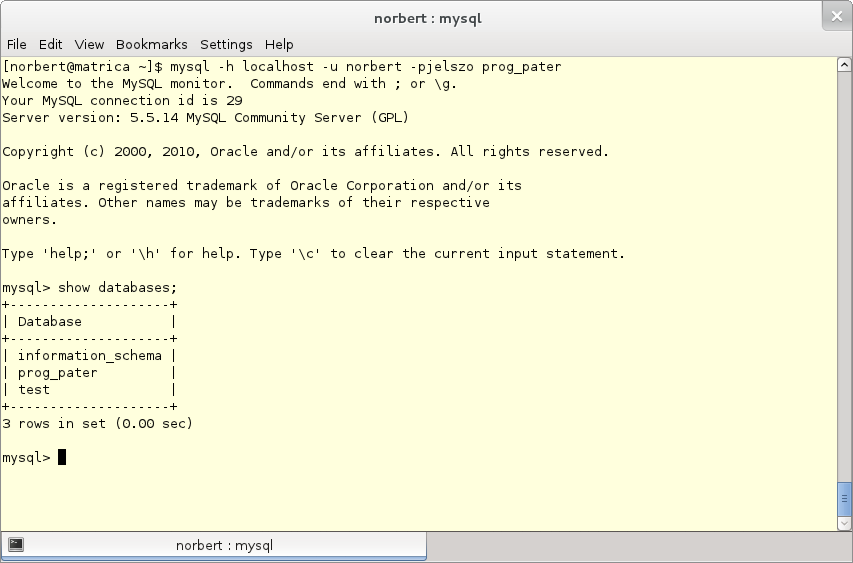 norbert : mysql
File Edit View Bookmarks Settings Help
[norbert@matrica ~]$ mysql -h localhost -u norbert -pjelszo prog_pater
Welcome to the MySQL monitor.  Commands end with ; or \g.
Your MySQL connection id is 29
Server version: 5.5.14 MySQL Community Server (GPL)
Copyright (c) 2000, 2010, Oracle and/or its affiliates. All rights reserved.
Oracle is a registered trademark of Oracle Corporation and/or its
affiliates. Other names may be trademarks of their respective
owners.
Type 'help;' or '\h' for help. Type '\c' to clear the current input statement.
mysql> show databases;
+--------------------+
| Database           |
+--------------------+
| information_schema |
| prog_pater         |
| test               |
+--------------------+
3 rows in set (0.00 sec)
mysql>
norbert : mysql